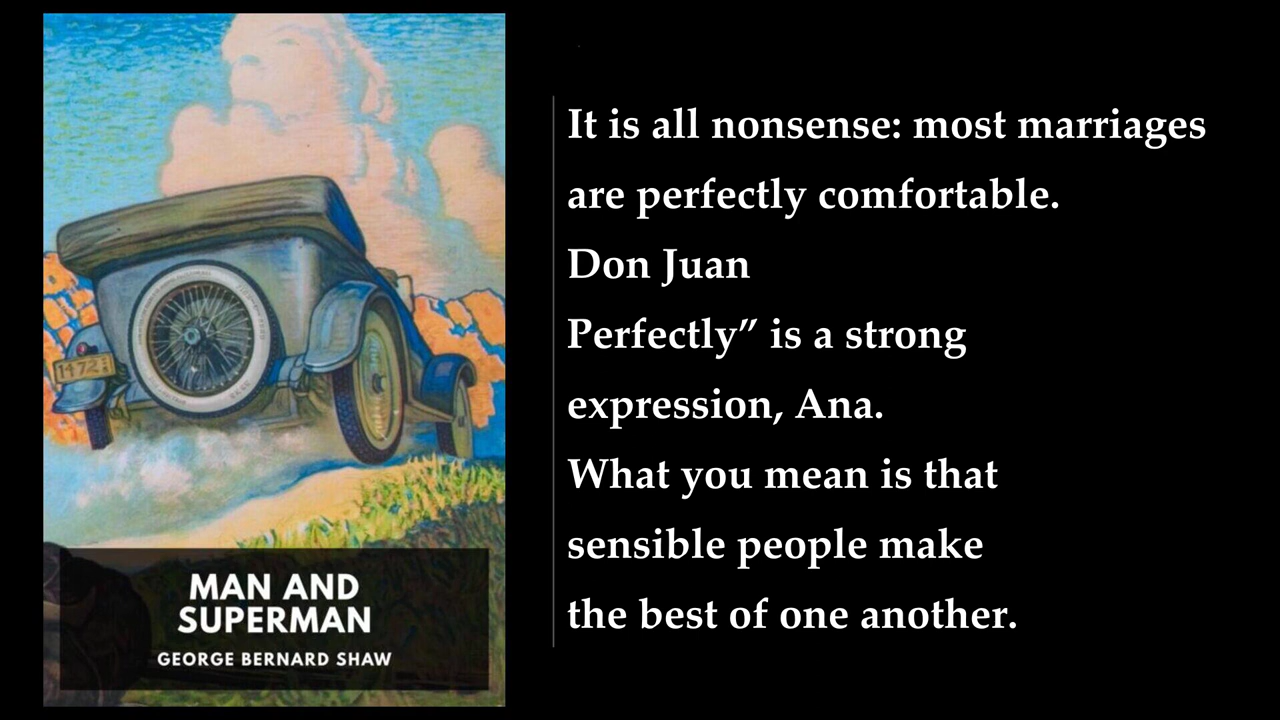 It is all nonsense: most marriages
are perfectly comfortable.
Don Juan
Perfectly” is a strong
expression, Ana.
What you mean is that
sensible people make
the best of one another.
1472
MAN AND
SUPERMAN
GEORGE BERNARD SHAW